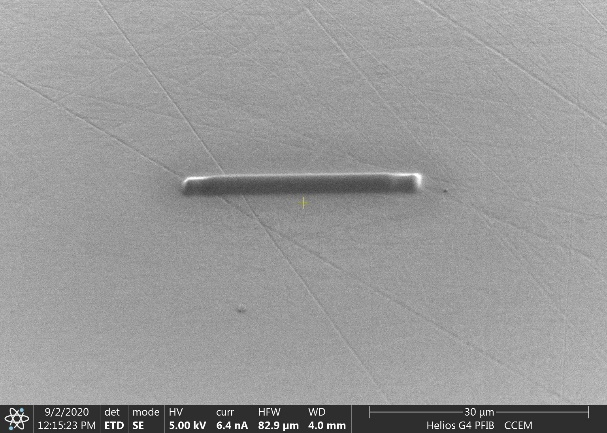 9/2/2020 det mode HV curr HFW WD 30 µm
12:15:23 PM ETD SE 5.00 kV 6.4 nA 82.9 µm 4.0 mm Helios G4 PFIB CCEM